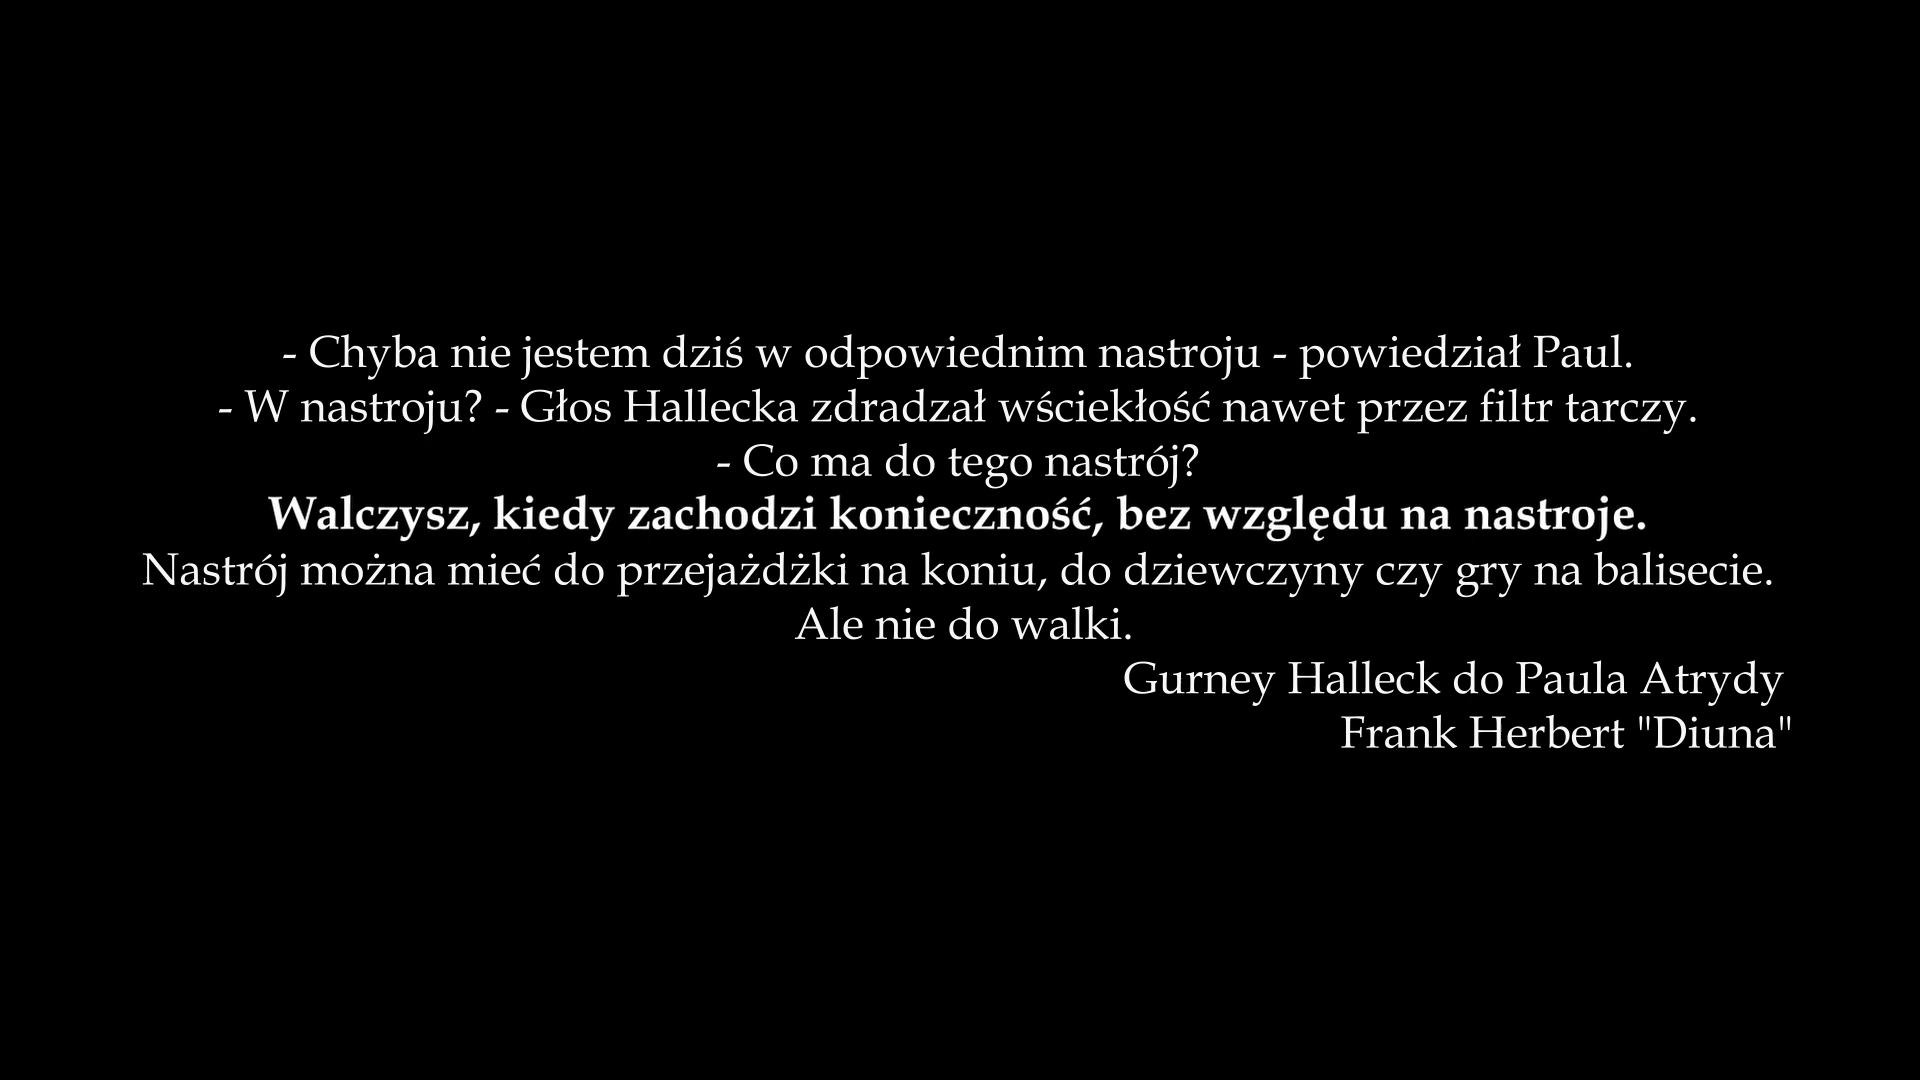 - Chyba nie jestem dziś w odpowiednim nastroju - powiedział Paul.
- W nastroju? - Głos Hallecka zdradzał wściekłość nawet przez filtr tarczy.
- Co ma do tego nastrój?
Walczysz, kiedy zachodzi konieczność, bez względu na nastroje.
Nastrój można mieć do przejażdżki na koniu, do dziewczyny czy gry na balisecie.
Ale nie do walki.
Gurney Halleck do Paula Atrydy
Frank Herbert "Diuna"